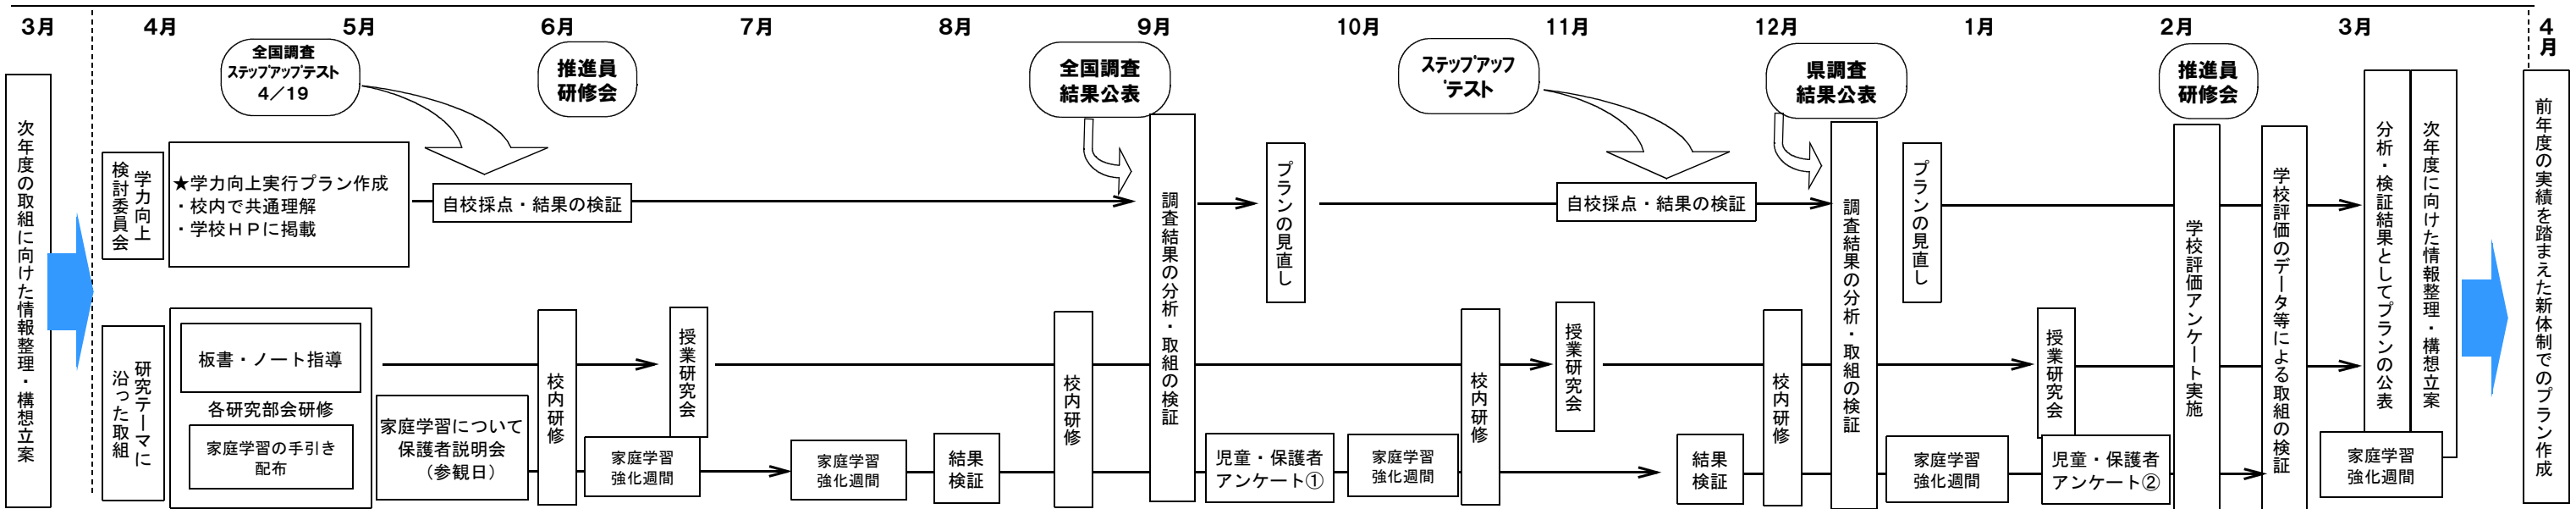 3月
4月
5月
6月
7月
8月
9月
10月
11月
12月
1月
2月
3月
4
月
全国調査
ステップアップテスト
4／19
推進員
研修会
全国調査
結果公表
ステップアッフ
゜テスト
県調査
結果公表
推進員
研修会
次年度の取組に向けた情報整理・構想立案
学力向上
検討委員会
★学力向上実行プラン作成
・校内で共通理解
・学校ＨＰに掲載
自校採点・結果の検証
調査結果の分析・取組の検証
プランの見直し
自校採点・結果の検証
調査結果の分析・取組の検証
プランの見直し
学校評価アンケート実施
学校評価のデータ等による取組の検証
分析・検証結果としてプランの公表
次年度に向けた情報整理・構想立案
前年度の実績を踏まえた新体制でのプラン作成
研究テーマに
沿った取組
板書・ノート指導
各研究部会研修
家庭学習の手引き
配布
家庭学習について
保護者説明会
（参観日）
校内研修
家庭学習
強化週間
授業研究会
家庭学習
強化週間
結果
検証
校内研修
児童・保護者
アンケート①
家庭学習
強化週間
校内研修
授業研究会
結果
検証
校内研修
家庭学習
強化週間
授業研究会
児童・保護者
アンケート②
家庭学習
強化週間